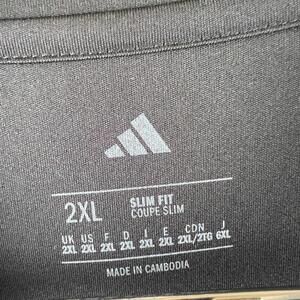 2XL
SLIM FIT
COUPE SLIM
UK US F D I E CDN J
2XL 2XL 2XL 2XL 2XL 2XL 2XL/2TG 6XL
MADE IN CAMBODIA